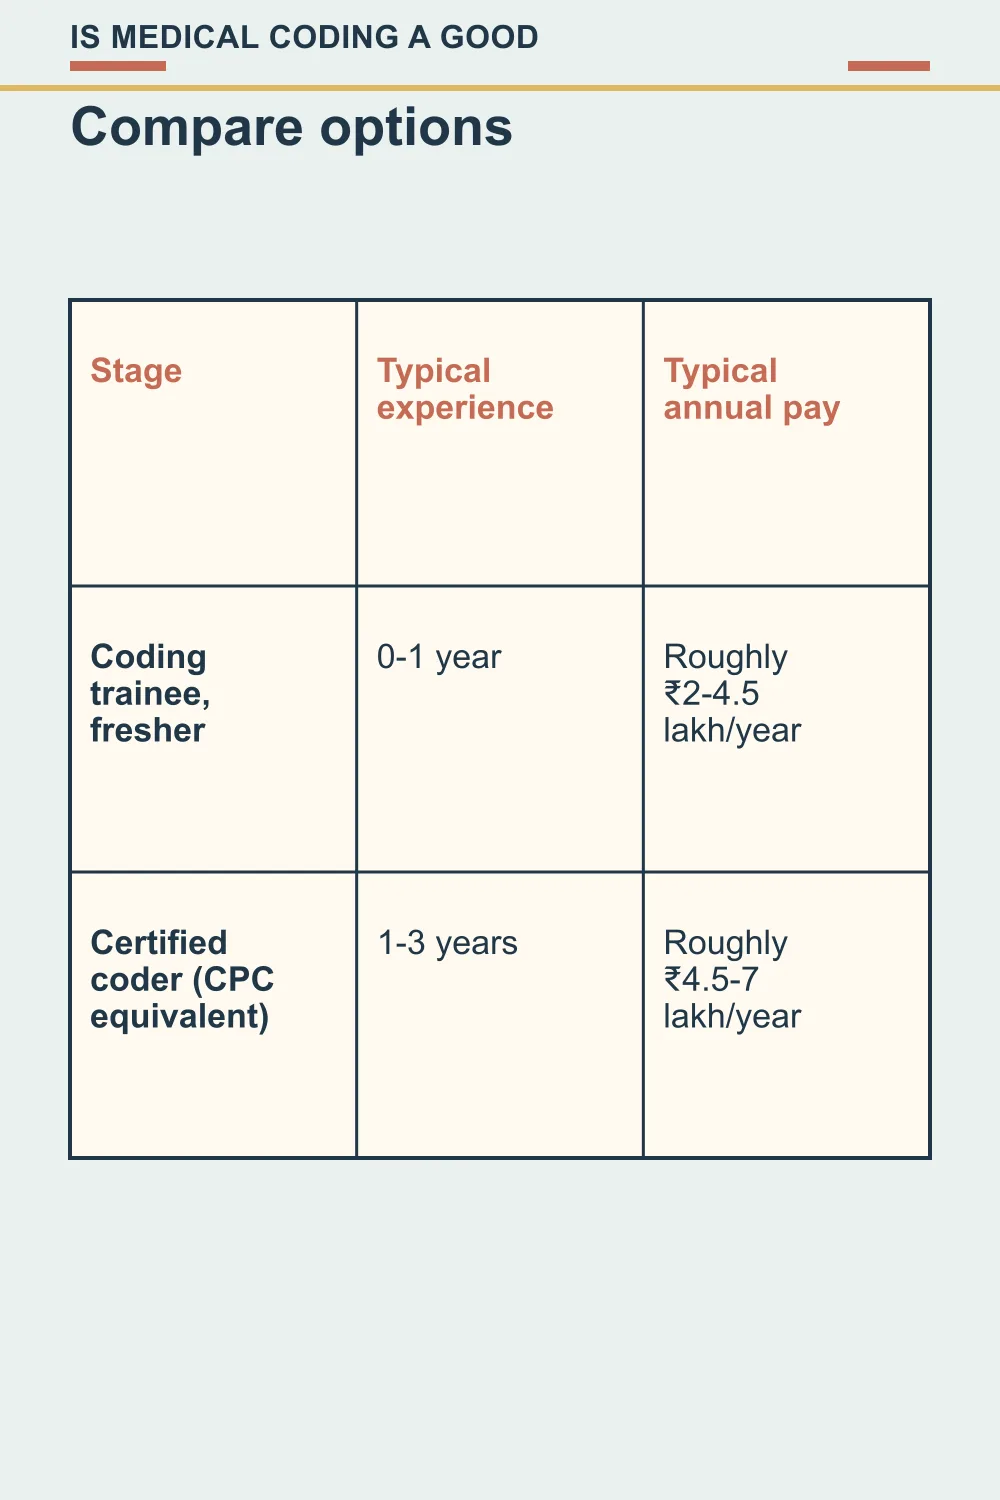 IS MEDICAL CODING A GOOD
Compare options
Stage
Typical
experience
Typical
annual pay
Coding
trainee,
fresher
0-1 year
Roughly
₹2-4.5
lakh/year
Certified
coder (CPC
equivalent)
1-3 years
Roughly
₹4.5-7
lakh/year